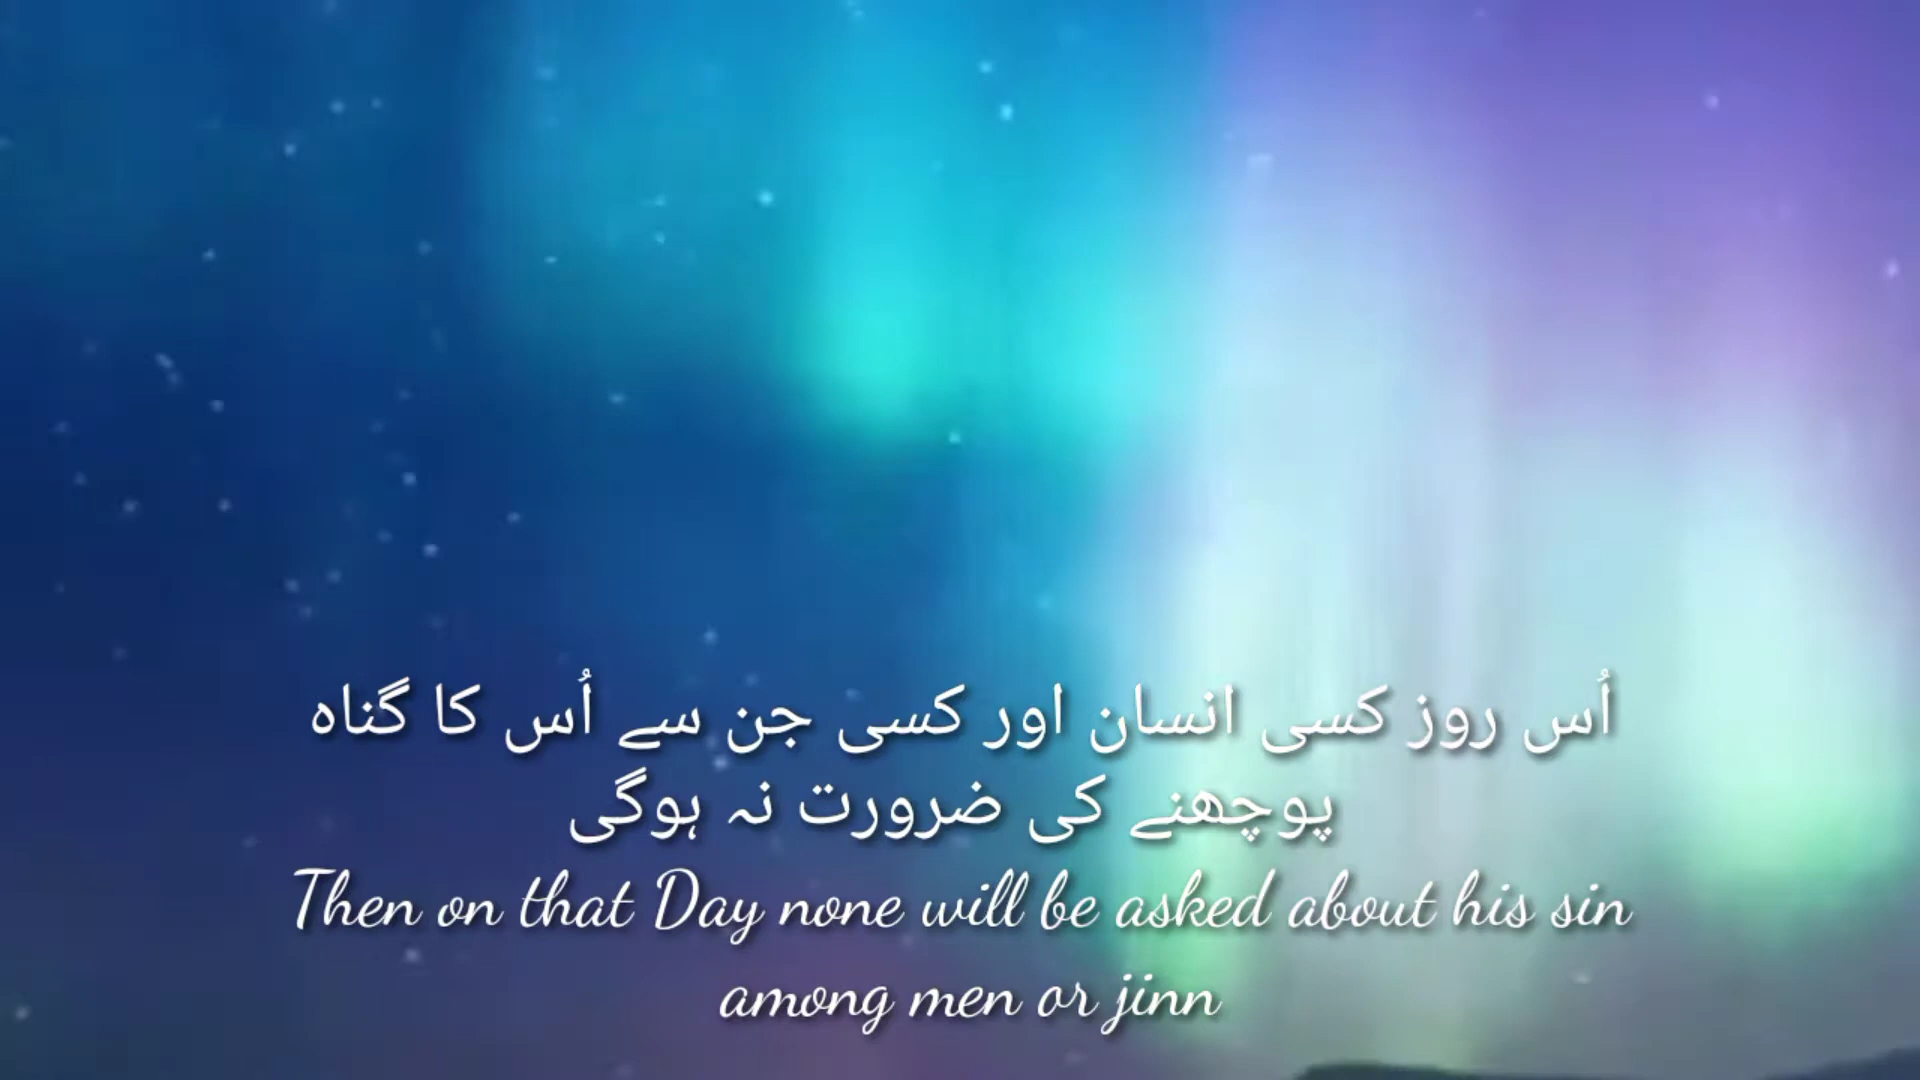 اُس روز کسی انسان اور کسی جن سے اُس کا گناہ
پوچھنے کی ضرورت نہ ہوگی
Then on that Day none will be asked about his sin
among men or jinn